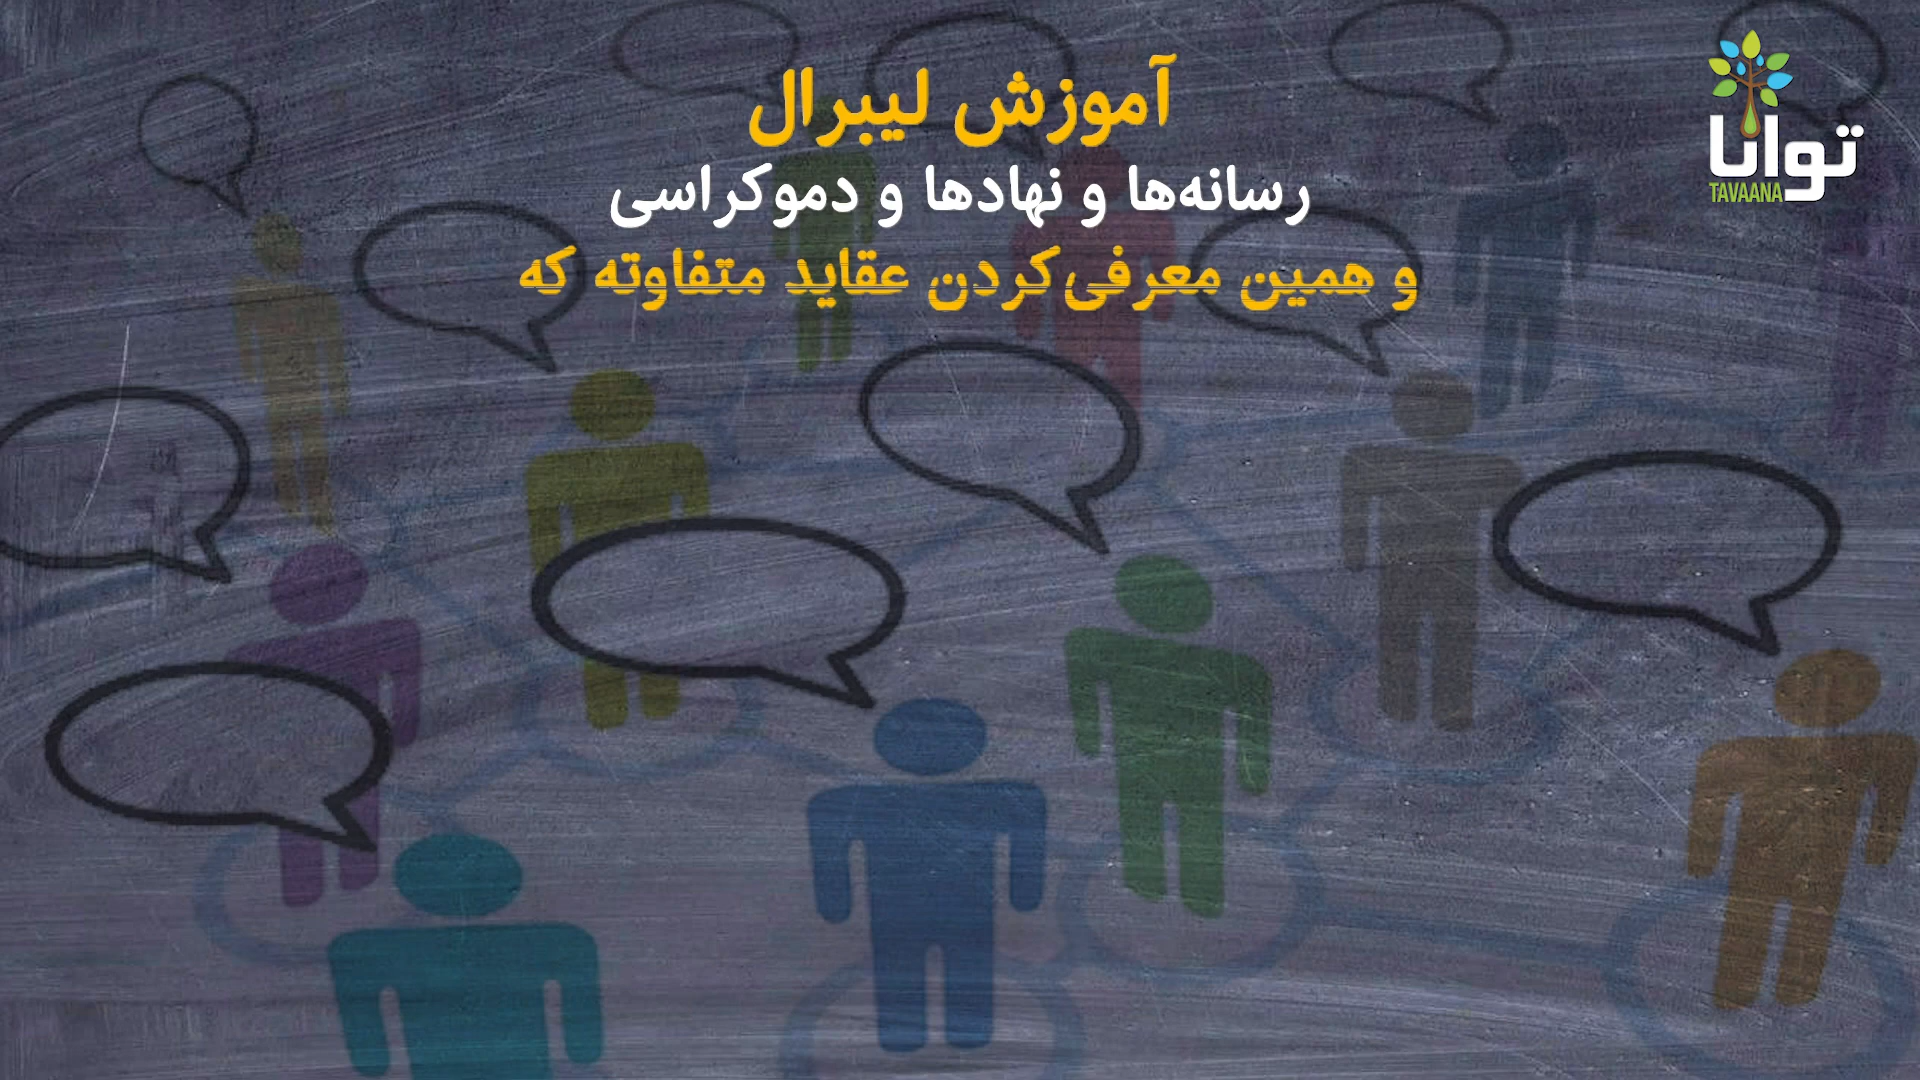 آموزش لیبرال
رسانه‌ها و نهادها و دموکراسی
و همین معرفی‌کردن عقاید متفاوته که
توانا
TAVAANA